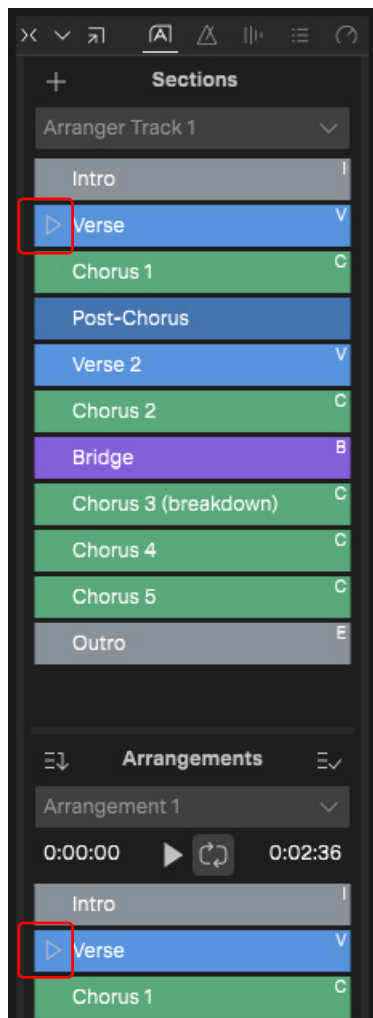 Sections
Arranger Track 1
Intro I
Verse V
Chorus 1 C
Post-Chorus
Verse 2 V
Chorus 2 C
Bridge B
Chorus 3 (breakdown) C
Chorus 4 C
Chorus 5 C
Outro E
Arrangements
Arrangement 1
0:00:00 0:02:36
Intro I
Verse V
Chorus 1 C